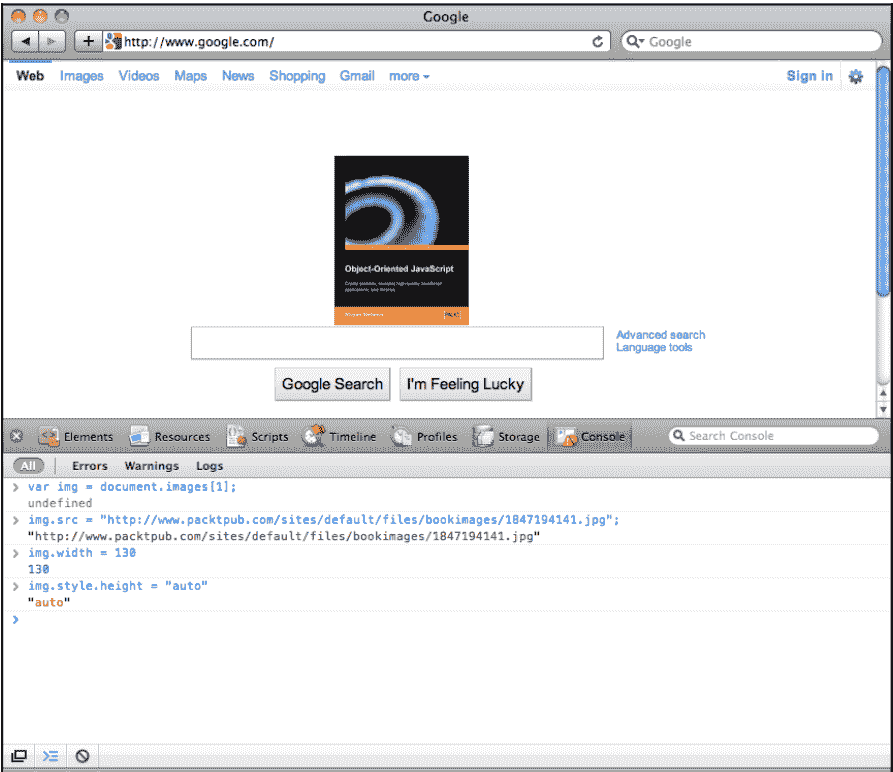 Google
http://www.google.com/
Google
Web Images Videos Maps News Shopping Gmail more Sign in
Object-Oriented JavaScript
Advanced search
Language tools
Google Search I'm Feeling Lucky
Elements Resources Scripts Timeline Profiles Storage Console Search Console
All Errors Warnings Logs
> var img = document.images[1];
undefined
> img.src = "http://www.packtpub.com/sites/default/files/bookimages/1847194141.jpg";
"http://www.packtpub.com/sites/default/files/bookimages/1847194141.jpg"
> img.width = 130
130
> img.style.height = "auto"
"auto"
>